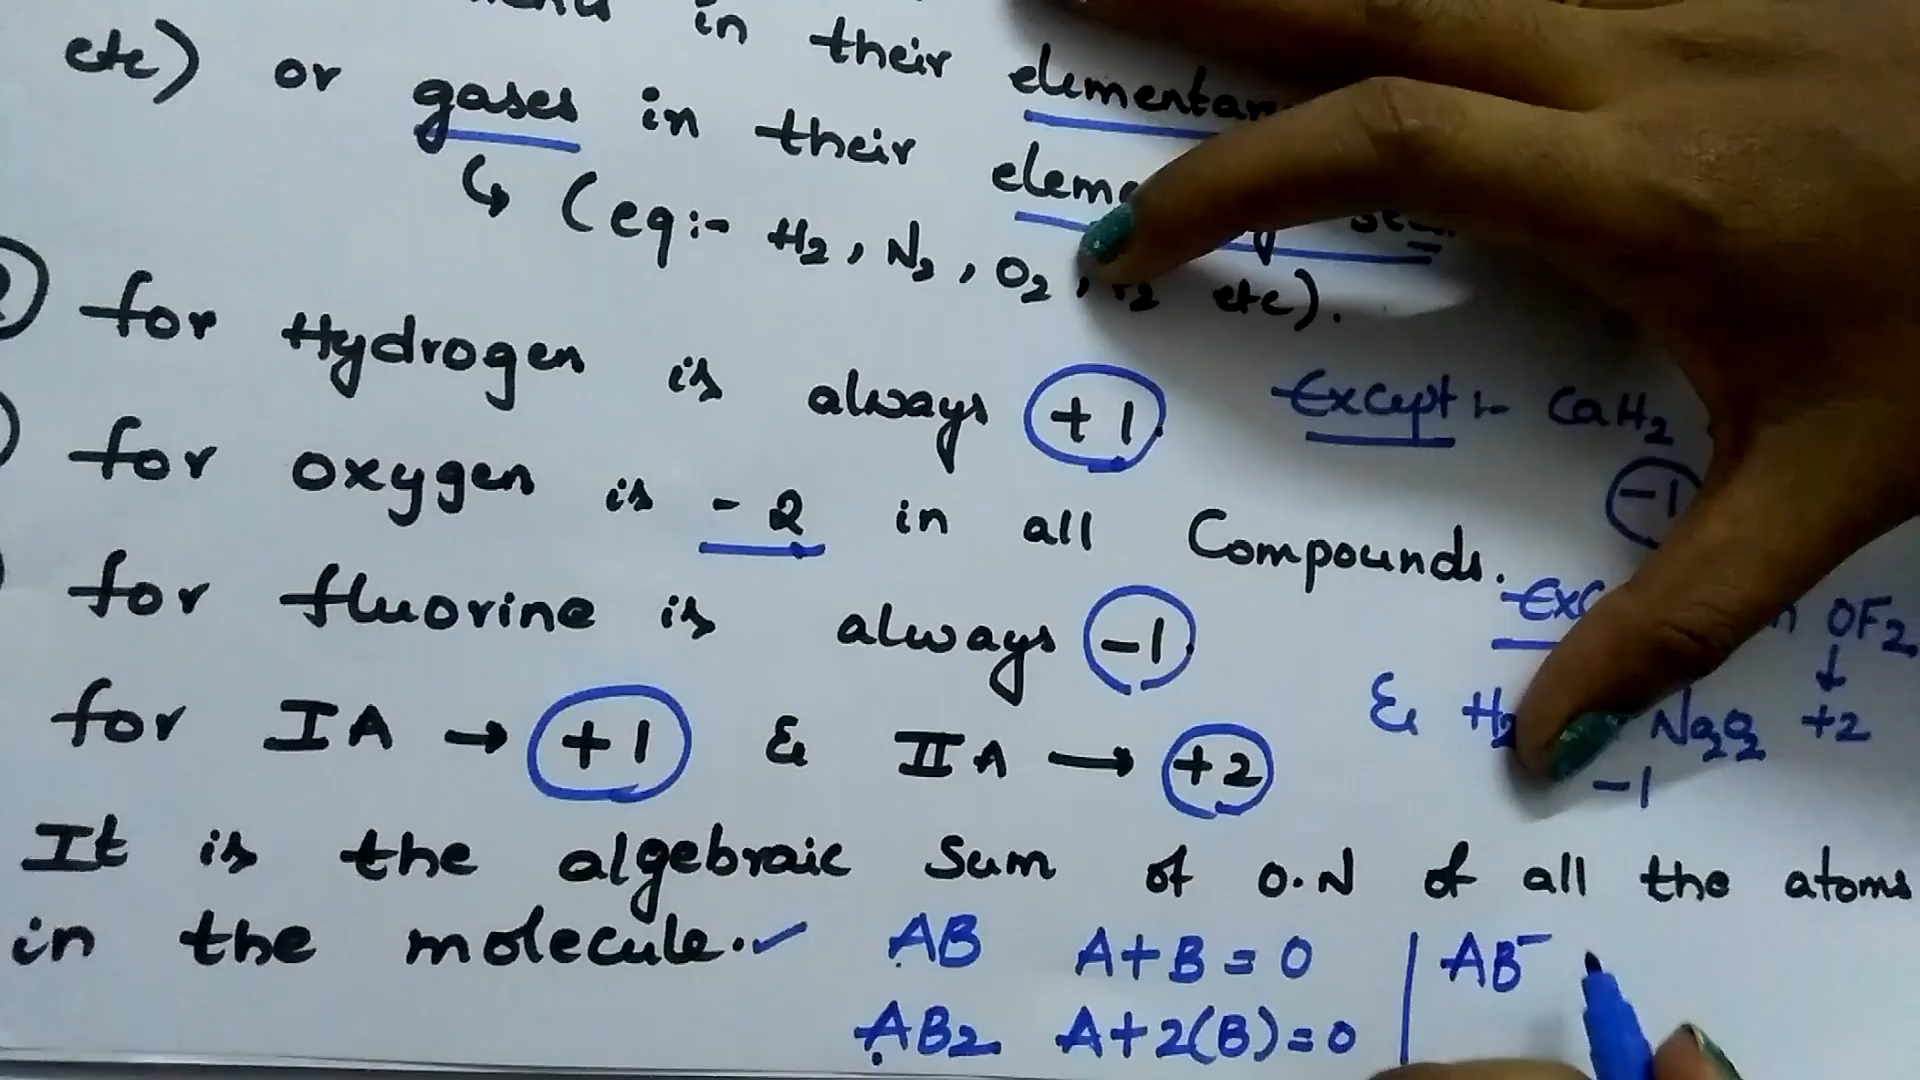 in their
etc) or gases in their
↳ (eg:- H2, N2, O2, etc).
for Hydrogen is always +1. Except :- CaH2
-1
for oxygen is -2 in all Compounds.
OF2
↓
+2
for fluorine is always -1.
& Na2O2
-1
for IA → +1 & IIA → +2
It is the algebraic Sum of O.N of all the atoms
in the molecule. ✓ AB A+B = 0 | AB⁻
AB2 A+2(B)=0